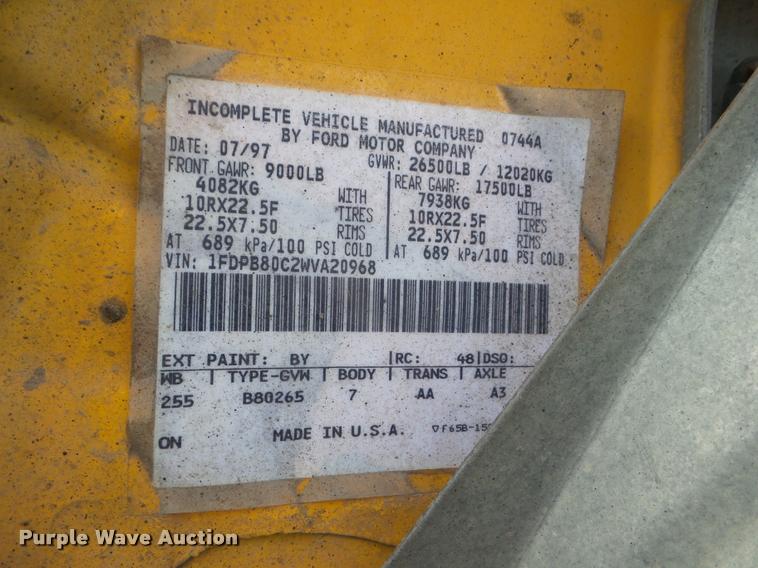 INCOMPLETE VEHICLE MANUFACTURED 0744A
BY FORD MOTOR COMPANY
DATE: 07/97 GVWR: 26500LB / 12020KG
FRONT GAWR: 9000LB REAR GAWR: 17500LB
4082KG WITH 7938KG WITH
10RX22.5F TIRES 10RX22.5F TIRES
22.5X7.50 RIMS 22.5X7.50 RIMS
AT 689 kPa/100 PSI COLD AT 689 kPa/100 PSI COLD
VIN: 1FDPB80C2WVA20968
EXT PAINT: BY |RC: 48|DSO:
WB | TYPE-GVW | BODY | TRANS | AXLE
255 B80265 7 AA A3
ON MADE IN U.S.A.
Purple Wave Auction